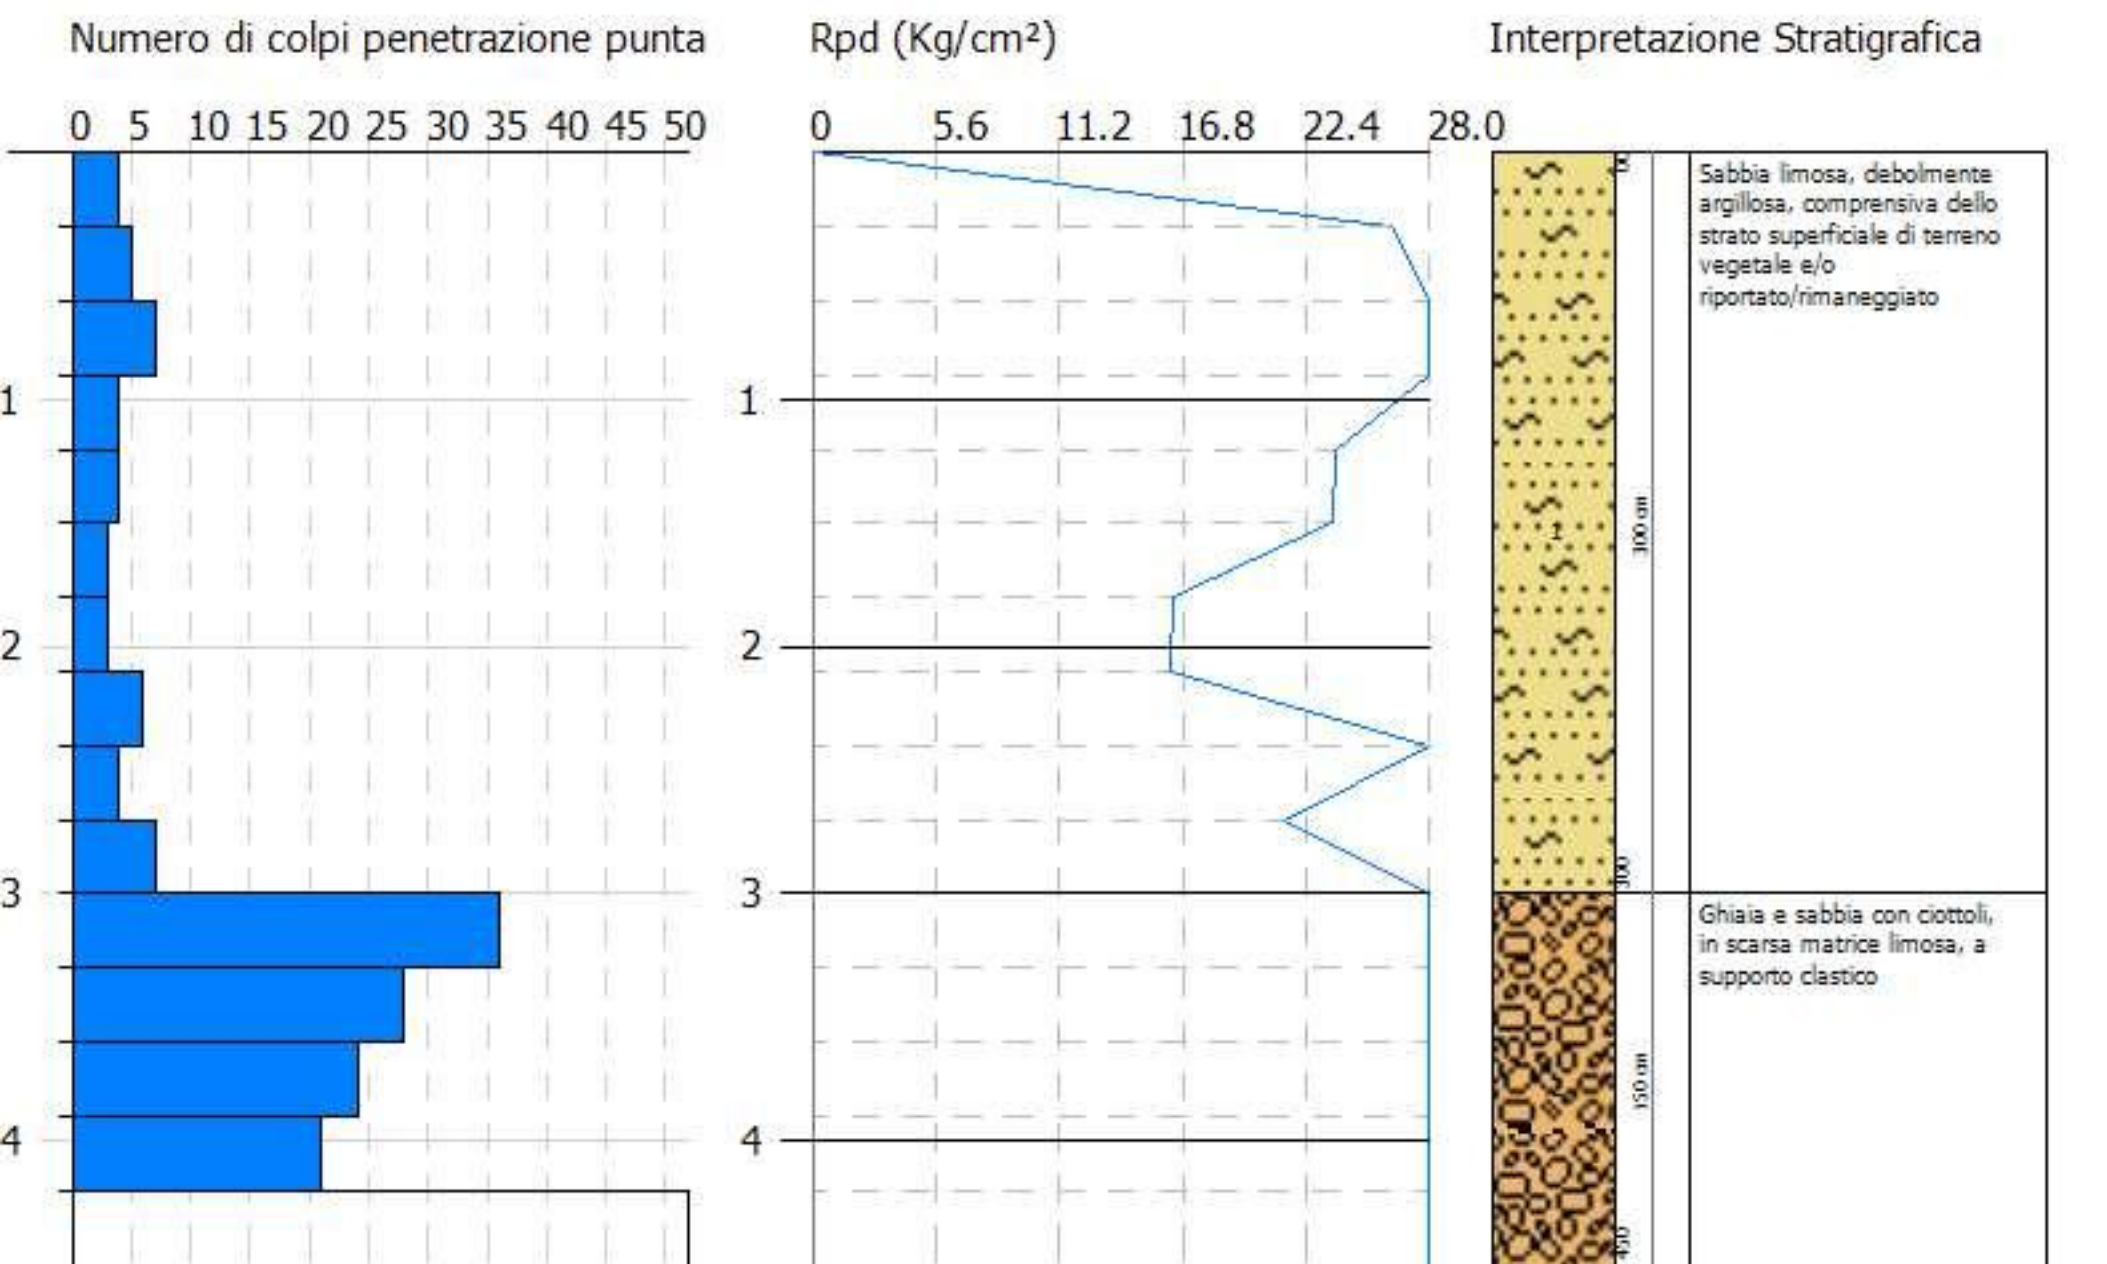 Numero di colpi penetrazione punta
Rpd (Kg/cm²)
Interpretazione Stratigrafica
0 5 10 15 20 25 30 35 40 45 50
0 5.6 11.2 16.8 22.4 28.0
Sabbia limosa, debolmente
argillosa, comprensiva dello
strato superficiale di terreno
vegetale e/o
riportato/rimaneggiato
1
1
1
300 cm
2
2
3
3
300
Ghiaia e sabbia con ciottoli,
in scarsa matrice limosa, a
supporto clastico
150 cm
4
4
450